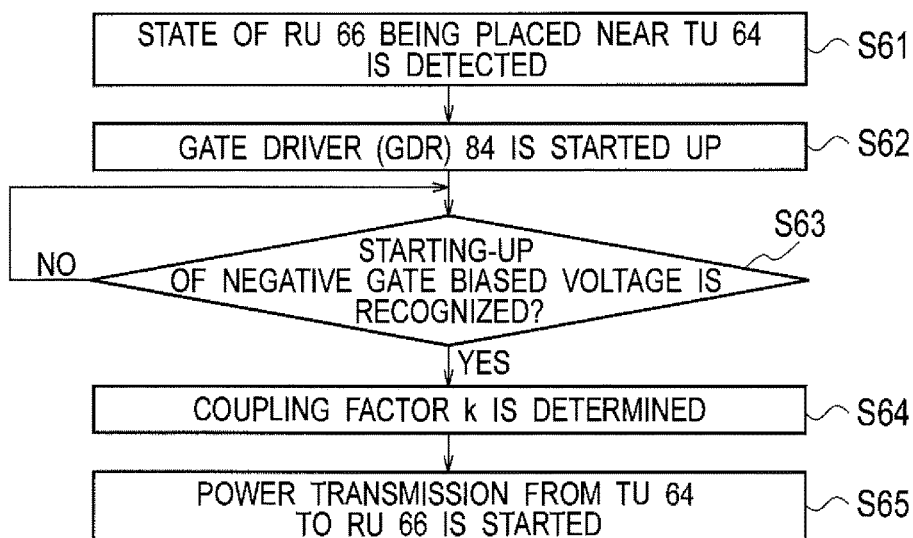 STATE OF RU 66 BEING PLACED NEAR TU 64
IS DETECTED
S61
GATE DRIVER (GDR) 84 IS STARTED UP
S62
S63
STARTING-UP
OF NEGATIVE GATE BIASED VOLTAGE IS
RECOGNIZED?
NO
YES
COUPLING FACTOR k IS DETERMINED
S64
POWER TRANSMISSION FROM TU 64
TO RU 66 IS STARTED
S65